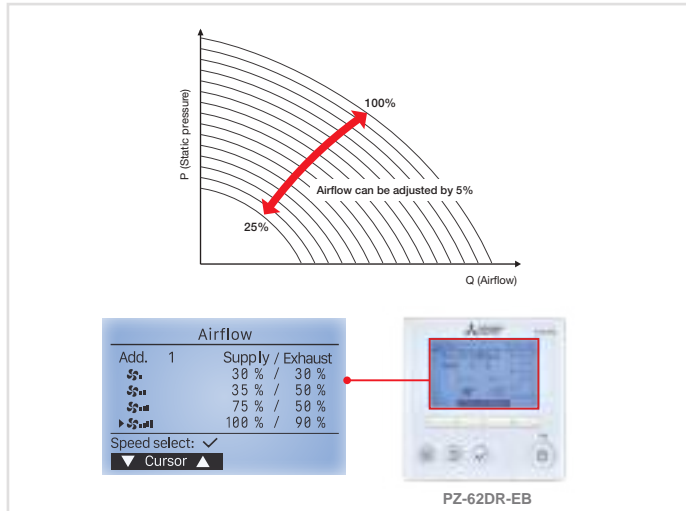 P (Static pressure)
100%
Airflow can be adjusted by 5%
25%
Q (Airflow)
Airflow
Add. 1 Supply / Exhaust
30 % / 30 %
35 % / 50 %
75 % / 50 %
100 % / 90 %
Speed select: ✓
▼ Cursor ▲
PZ-62DR-EB